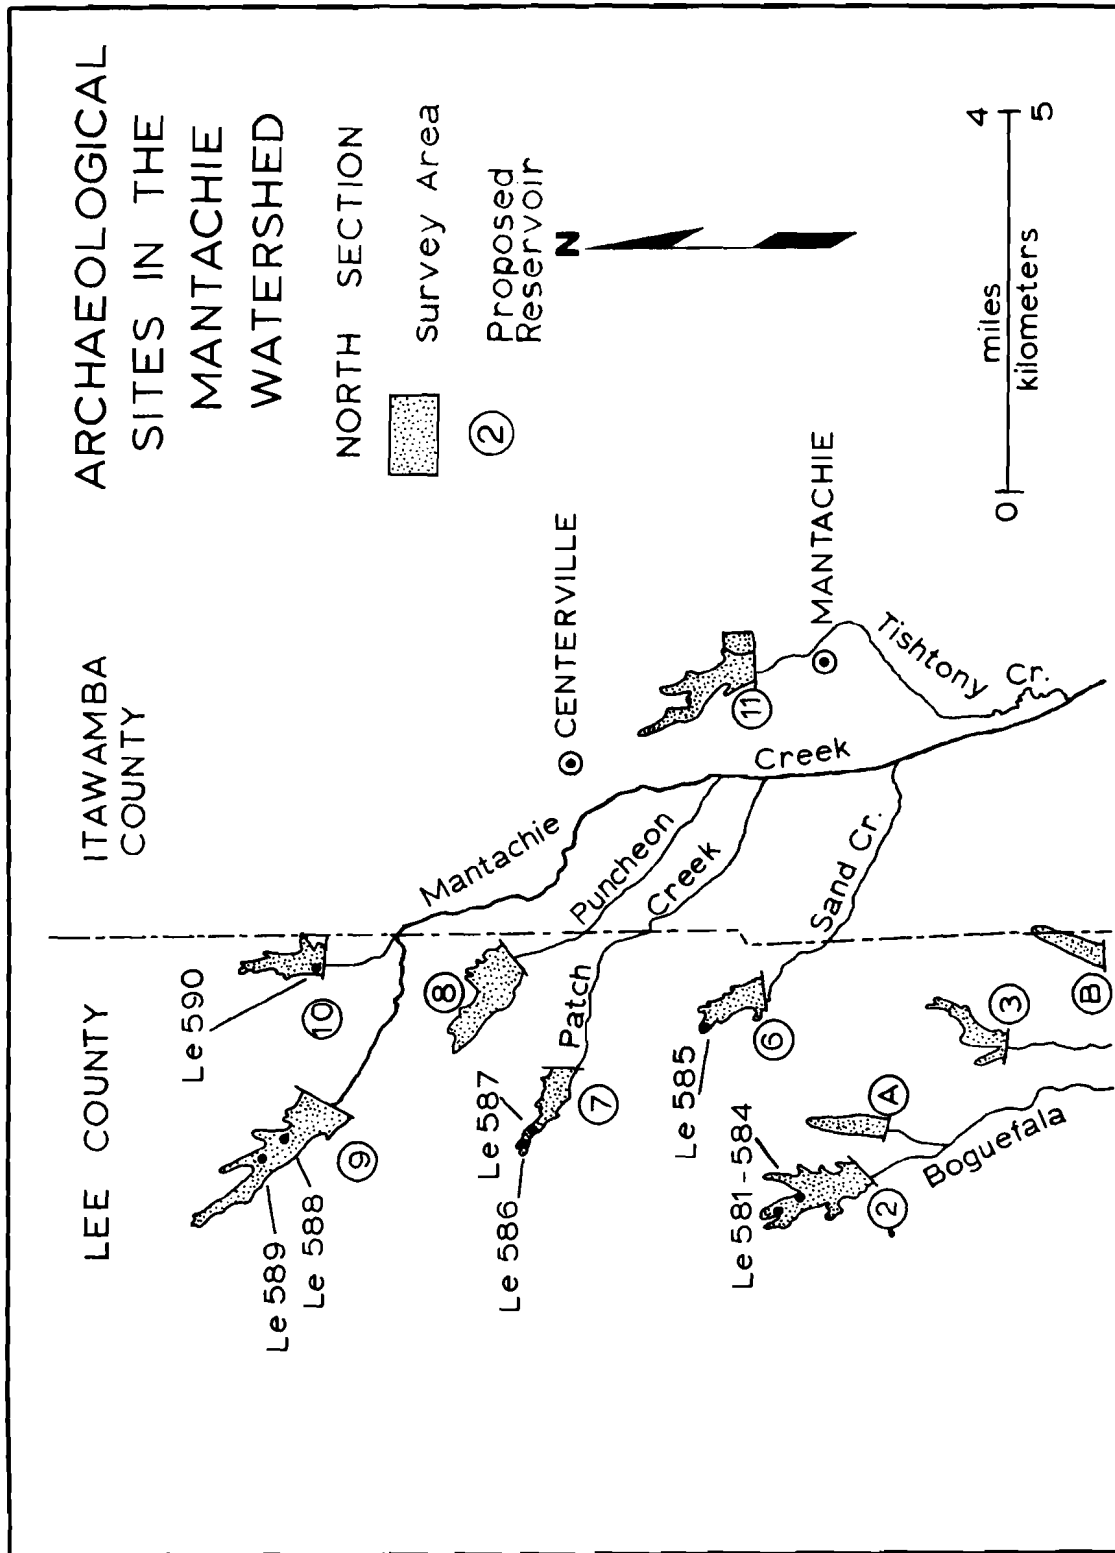 ARCHAEOLOGICAL
SITES IN THE
MANTACHIE
WATERSHED
NORTH SECTION
Survey Area
2
Proposed
Reservoir
N
0
4
miles
kilometers
5
ITAWAMBA
COUNTY
LEE COUNTY
CENTERVILLE
MANTACHIE
Tishtony
Cr.
11
Mantachie
Creek
Puncheon
Patch
Creek
Sand Cr.
Le 590
10
Le 589
Le 588
9
8
Le 587
Le 586
7
Le 585
6
Le 581-584
2
A
3
B
Boguefala